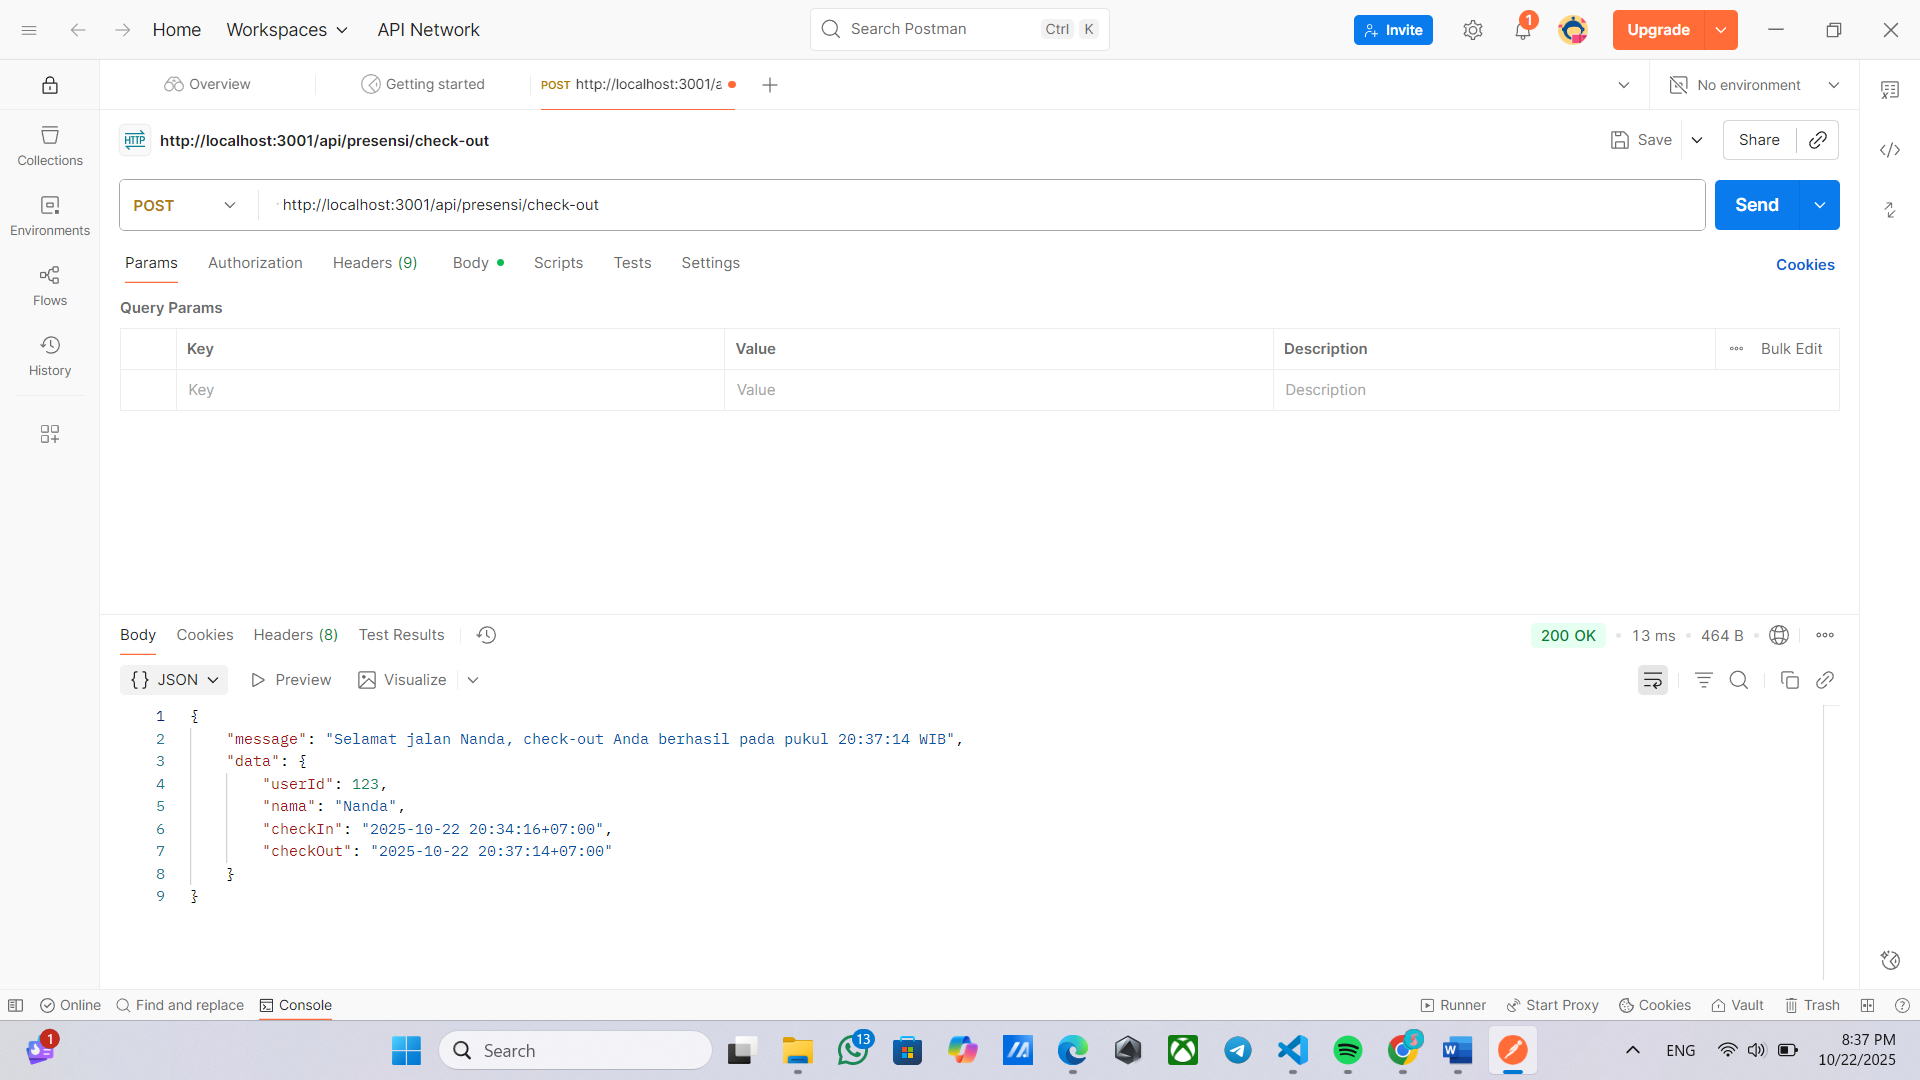 Home
Workspaces
API Network
Search Postman
Ctrl
K
Invite
1
Upgrade
Overview
Getting started
POST http://localhost:3001/a
No environment
Collections
Environments
Flows
History
HTTP
http://localhost:3001/api/presensi/check-out
Save
Share
POST
http://localhost:3001/api/presensi/check-out
Send
Params
Authorization
Headers (9)
Body
Scripts
Tests
Settings
Cookies
Query Params
Key
Value
Description
Bulk Edit
Key
Value
Description
Body
Cookies
Headers (8)
Test Results
200 OK
13 ms
464 B
{} JSON
Preview
Visualize
1 {
2 "message": "Selamat jalan Nanda, check-out Anda berhasil pada pukul 20:37:14 WIB",
3 "data": {
4 "userId": 123,
5 "nama": "Nanda",
6 "checkIn": "2025-10-22 20:34:16+07:00",
7 "checkOut": "2025-10-22 20:37:14+07:00"
8 }
9 }
Online
Find and replace
Console
Runner
Start Proxy
Cookies
Vault
Trash
1
Search
13
W
ENG
8:37 PM
10/22/2025